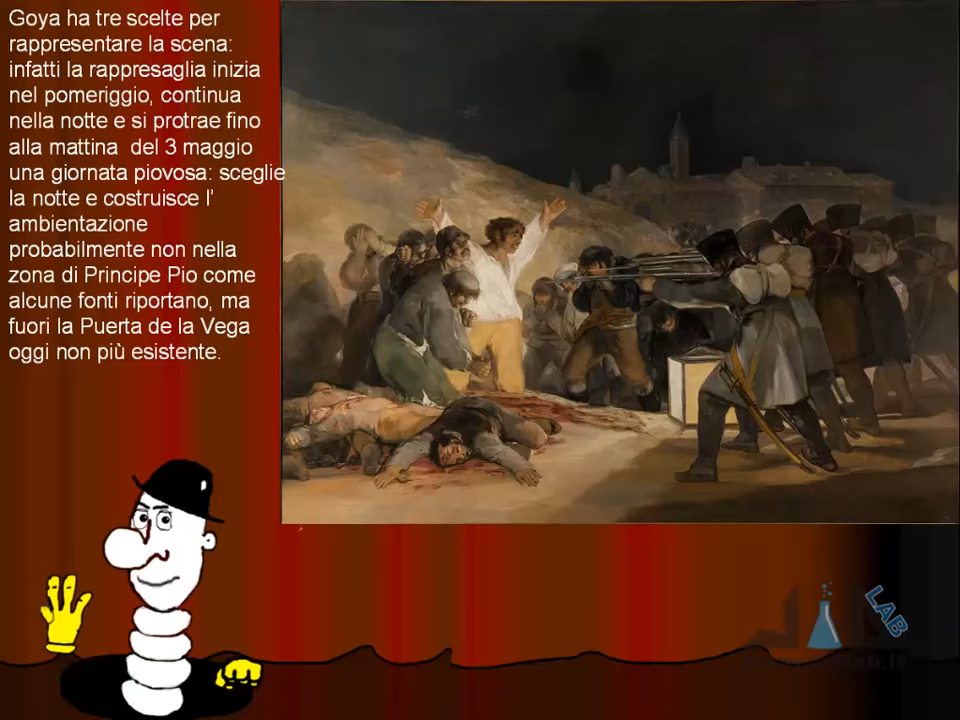 Goya ha tre scelte per
rappresentare la scena:
infatti la rappresaglia inizia
nel pomeriggio, continua
nella notte e si protrae fino
alla mattina del 3 maggio
una giornata piovosa: sceglie
la notte e costruisce l'
ambientazione
probabilmente non nella
zona di Principe Pio come
alcune fonti riportano, ma
fuori la Puerta de la Vega
oggi non più esistente.
LAB